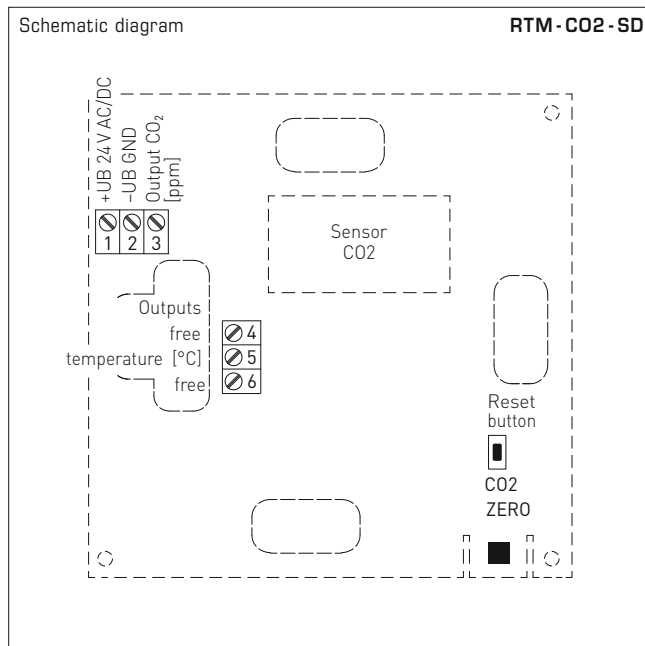 Schematic diagram
RTM-CO2-SD
+UB 24 V AC/DC
–UB GND
Output CO₂
[ppm]
1 2 3
Sensor
CO2
Outputs
free 4
temperature [°C] 5
free 6
Reset
button
CO2
ZERO